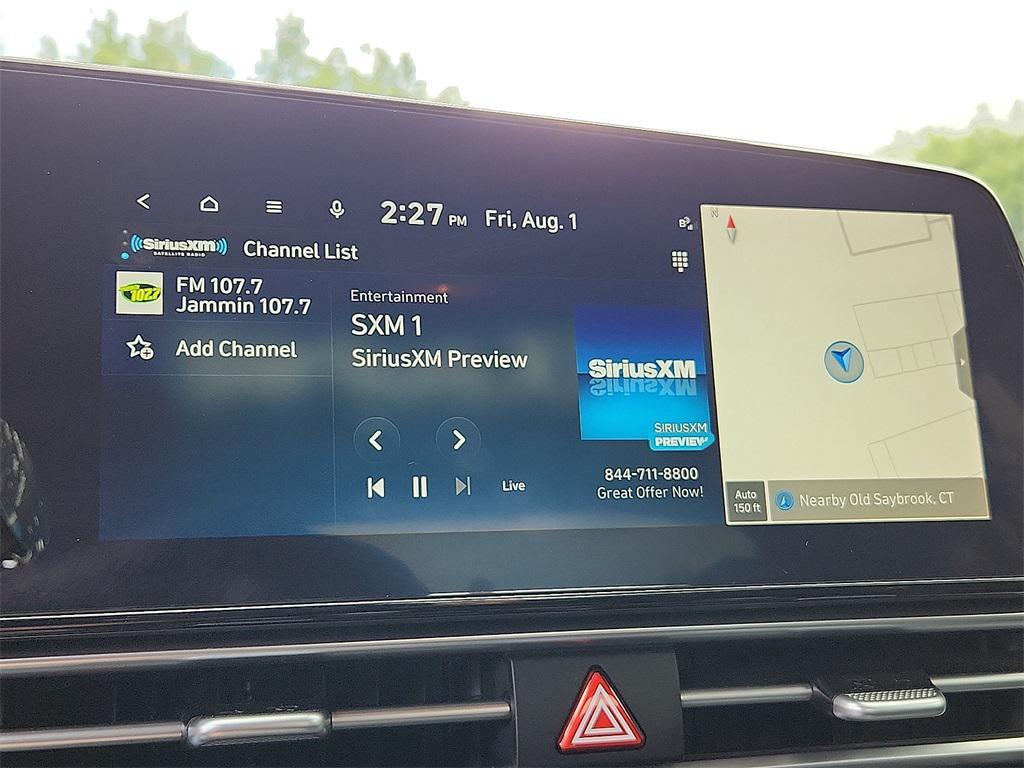 2:27 PM Fri, Aug. 1
SiriusXM
SATELLITE RADIO
Channel List
107.7
FM 107.7
Jammin 107.7
Add Channel
Entertainment
SXM 1
SiriusXM Preview
Live
SiriusXM
SIRIUSXM
PREVIEW
844-711-8800
Great Offer Now!
N
Auto
150 ft
Nearby Old Saybrook, CT